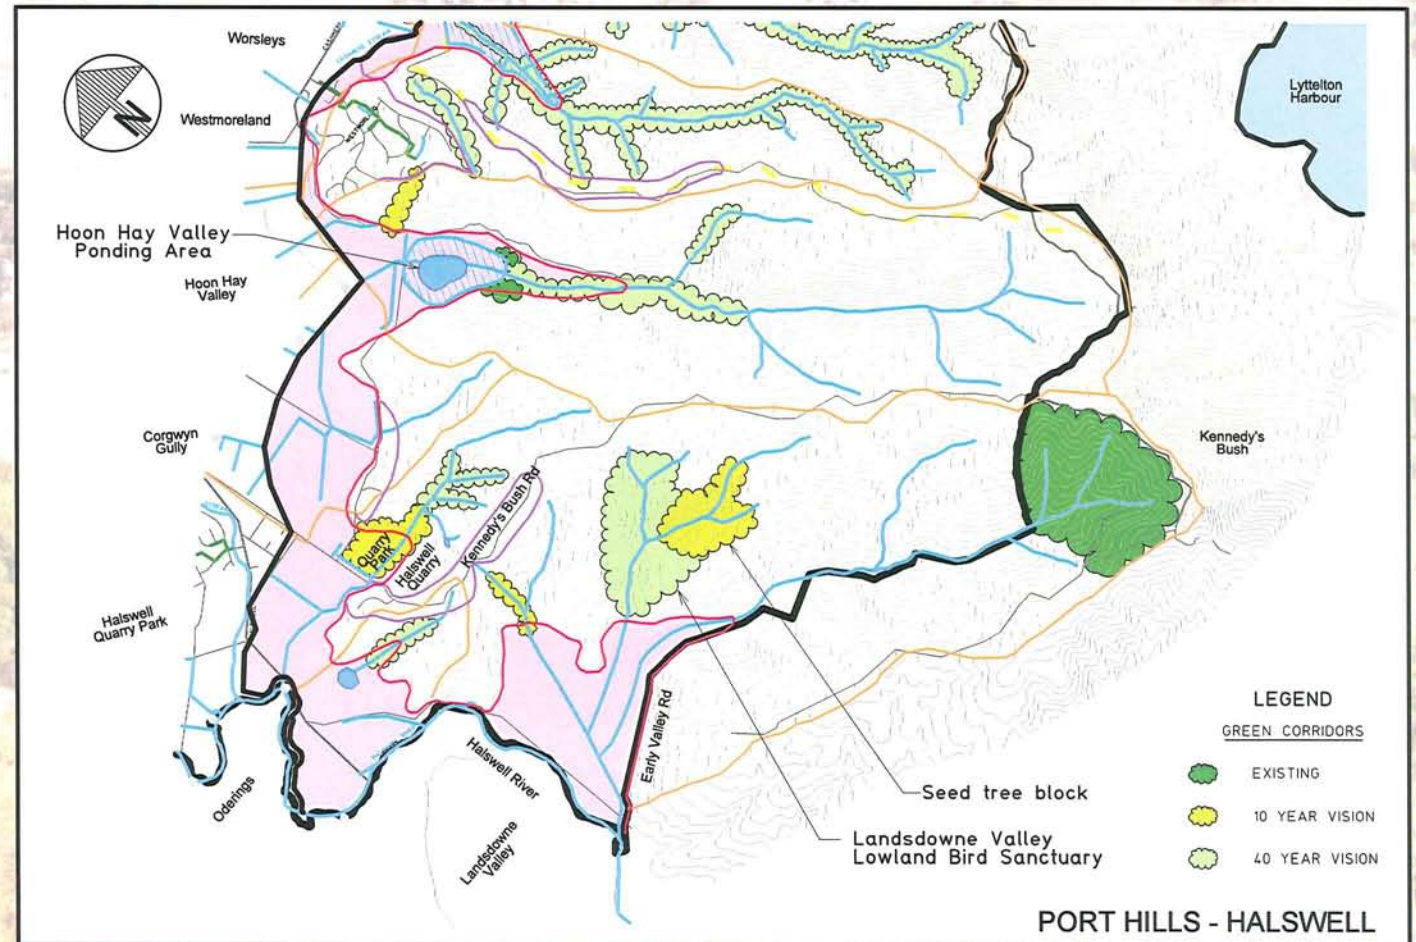 Worsleys
Westmoreland
N
Lyttelton
Harbour
Hoon Hay Valley
Ponding Area
Hoon Hay
Valley
Corgwyn
Gully
Kennedy's
Bush
Kennedy's Bush Rd
Quarry
Park
Halswell
Quarry
Halswell
Quarry Park
Oderings
Halswell River
Early Valley Rd
Landsdowne
Valley
Seed tree block
Landsdowne Valley
Lowland Bird Sanctuary
LEGEND
GREEN CORRIDORS
EXISTING
10 YEAR VISION
40 YEAR VISION
PORT HILLS - HALSWELL